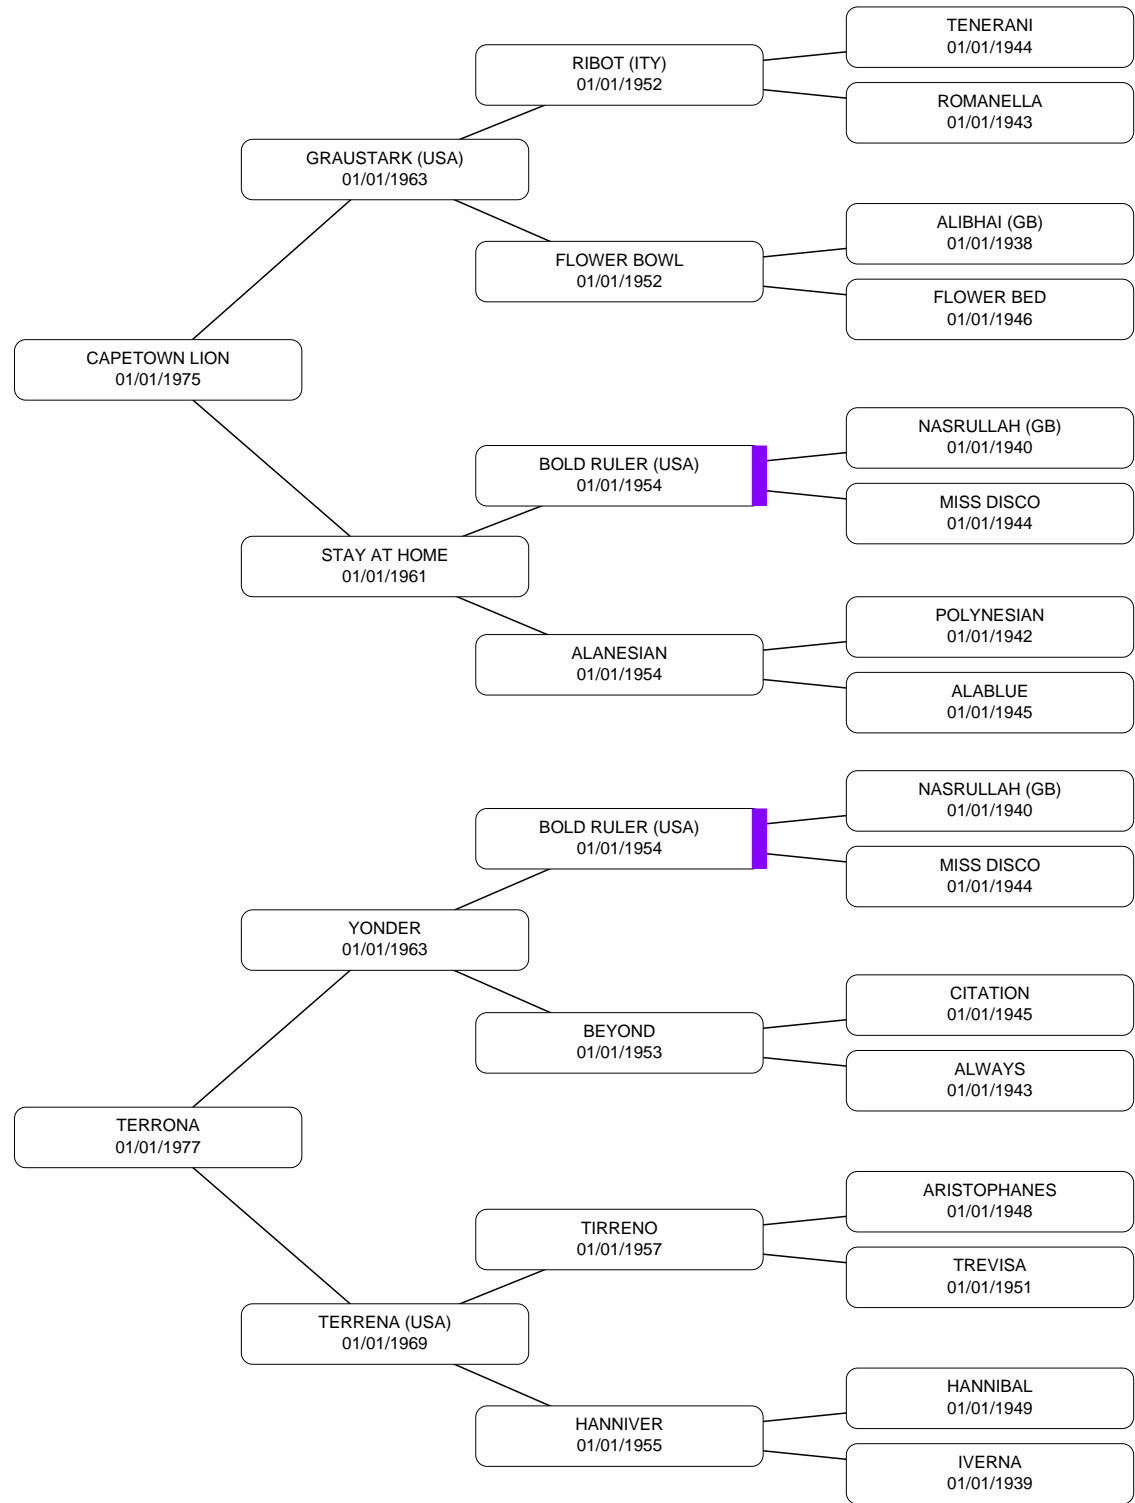 TENERANI
01/01/1944
RIBOT (ITY)
01/01/1952
ROMANELLA
01/01/1943
GRAUSTARK (USA)
01/01/1963
ALIBHAI (GB)
01/01/1938
FLOWER BOWL
01/01/1952
FLOWER BED
01/01/1946
CAPETOWN LION
01/01/1975
NASRULLAH (GB)
01/01/1940
BOLD RULER (USA)
01/01/1954
MISS DISCO
01/01/1944
STAY AT HOME
01/01/1961
POLYNESIAN
01/01/1942
ALANESIAN
01/01/1954
ALABLUE
01/01/1945
NASRULLAH (GB)
01/01/1940
BOLD RULER (USA)
01/01/1954
MISS DISCO
01/01/1944
YONDER
01/01/1963
CITATION
01/01/1945
BEYOND
01/01/1953
ALWAYS
01/01/1943
TERRONA
01/01/1977
ARISTOPHANES
01/01/1948
TIRRENO
01/01/1957
TREVISA
01/01/1951
TERRENA (USA)
01/01/1969
HANNIBAL
01/01/1949
HANNIVER
01/01/1955
IVERNA
01/01/1939